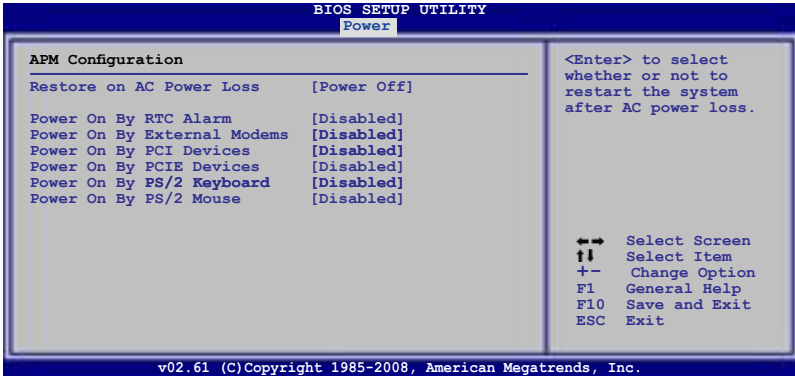 BIOS SETUP UTILITY
Power
APM Configuration
Restore on AC Power Loss [Power Off]
Power On By RTC Alarm [Disabled]
Power On By External Modems [Disabled]
Power On By PCI Devices [Disabled]
Power On By PCIE Devices [Disabled]
Power On By PS/2 Keyboard [Disabled]
Power On By PS/2 Mouse [Disabled]
<Enter> to select
whether or not to
restart the system
after AC power loss.
←→ Select Screen
↑↓ Select Item
+- Change Option
F1 General Help
F10 Save and Exit
ESC Exit
v02.61 (C)Copyright 1985-2008, American Megatrends, Inc.